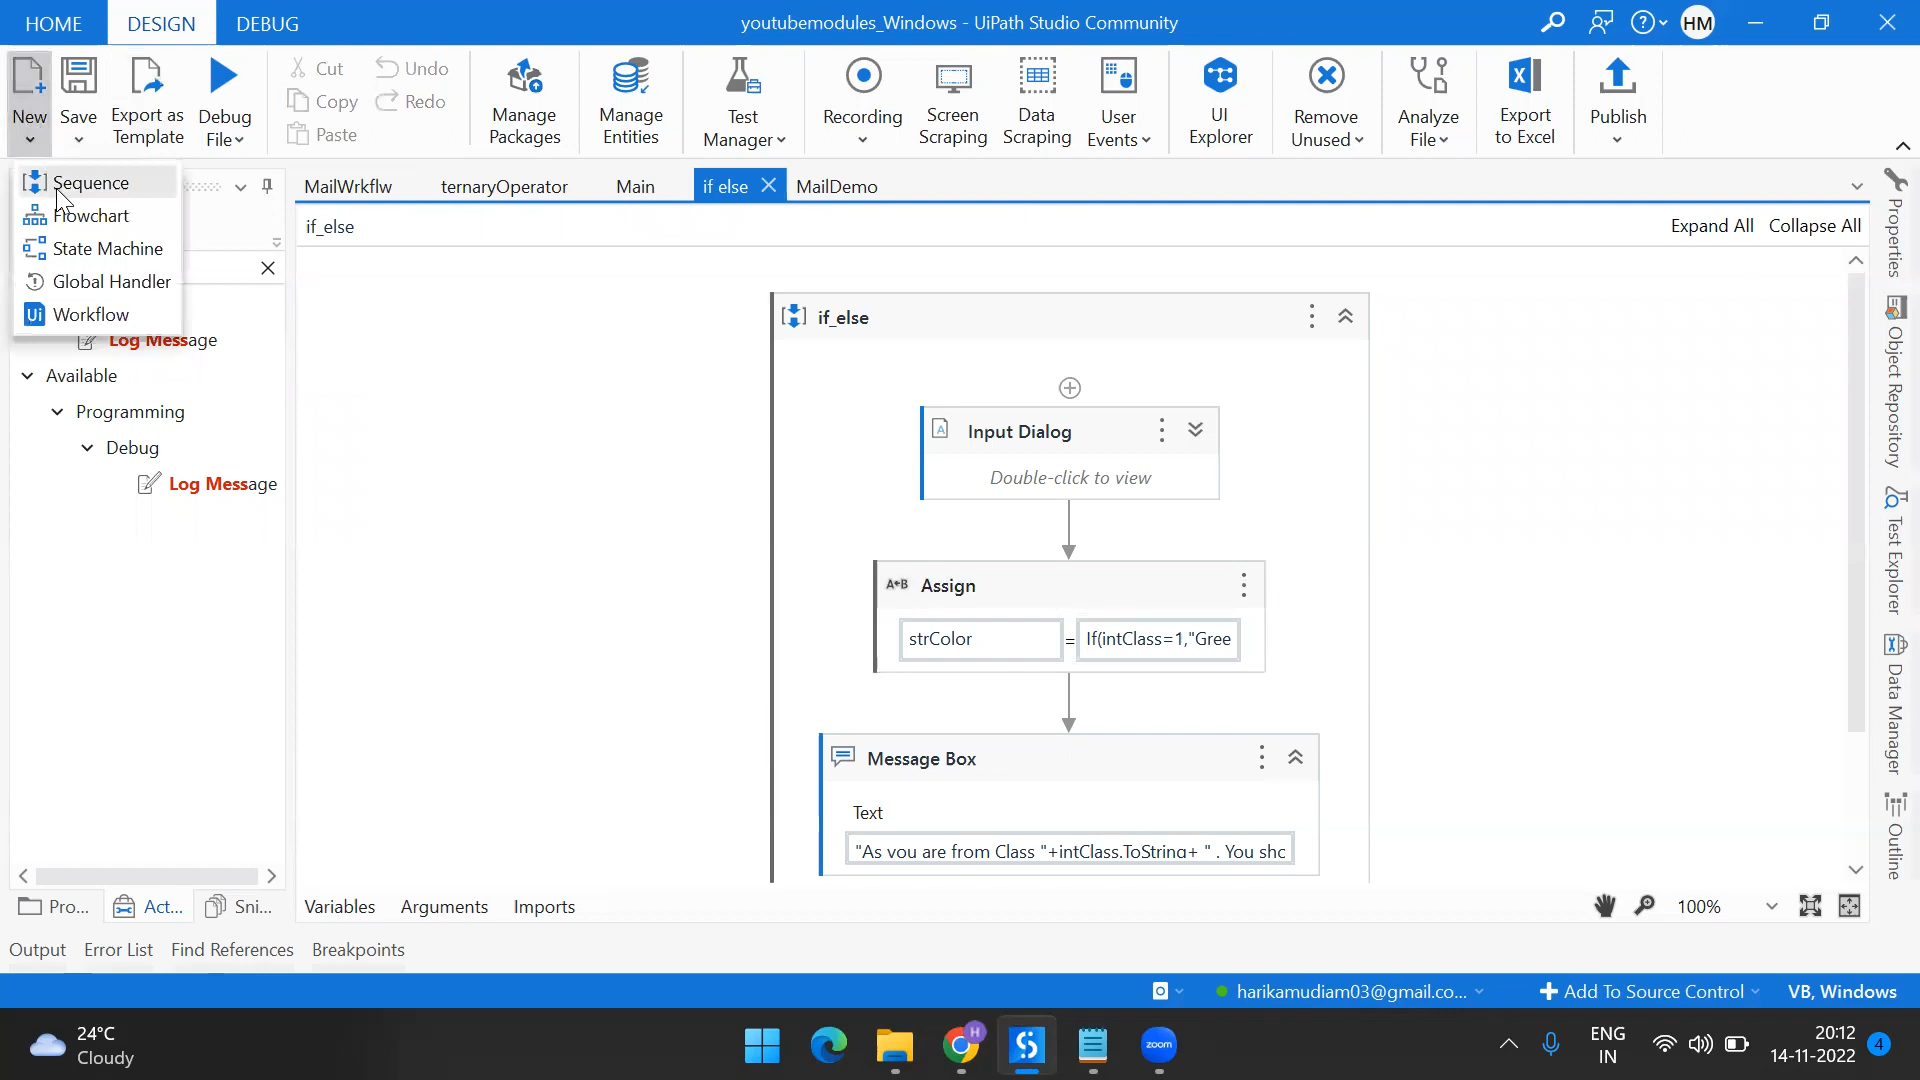 HOME
DESIGN
DEBUG
youtubemodules_Windows - UiPath Studio Community
HM
New
Save
Export as
Template
Debug
File
Cut
Copy
Paste
Undo
Redo
Manage
Packages
Manage
Entities
Test
Manager
Recording
Screen
Scraping
Data
Scraping
User
Events
UI
Explorer
Remove
Unused
Analyze
File
Export
to Excel
Publish
Sequence
Flowchart
State Machine
Global Handler
Workflow
Log Message
Available
Programming
Debug
Log Message
MailWrkflw
ternaryOperator
Main
if else
MailDemo
if_else
Expand All
Collapse All
if_else
Input Dialog
Double-click to view
A+B Assign
strColor
=
If(intClass=1,"Gree
Message Box
Text
"As you are from Class "+intClass.ToString+ " . You shc
Properties
Object Repository
Test Explorer
Data Manager
Outline
Pro...
Act...
Sni...
Variables
Arguments
Imports
100%
Output
Error List
Find References
Breakpoints
harikamudiam03@gmail.co...
Add To Source Control
VB, Windows
24°C
Cloudy
H
zoom
ENG
IN
20:12
14-11-2022
4